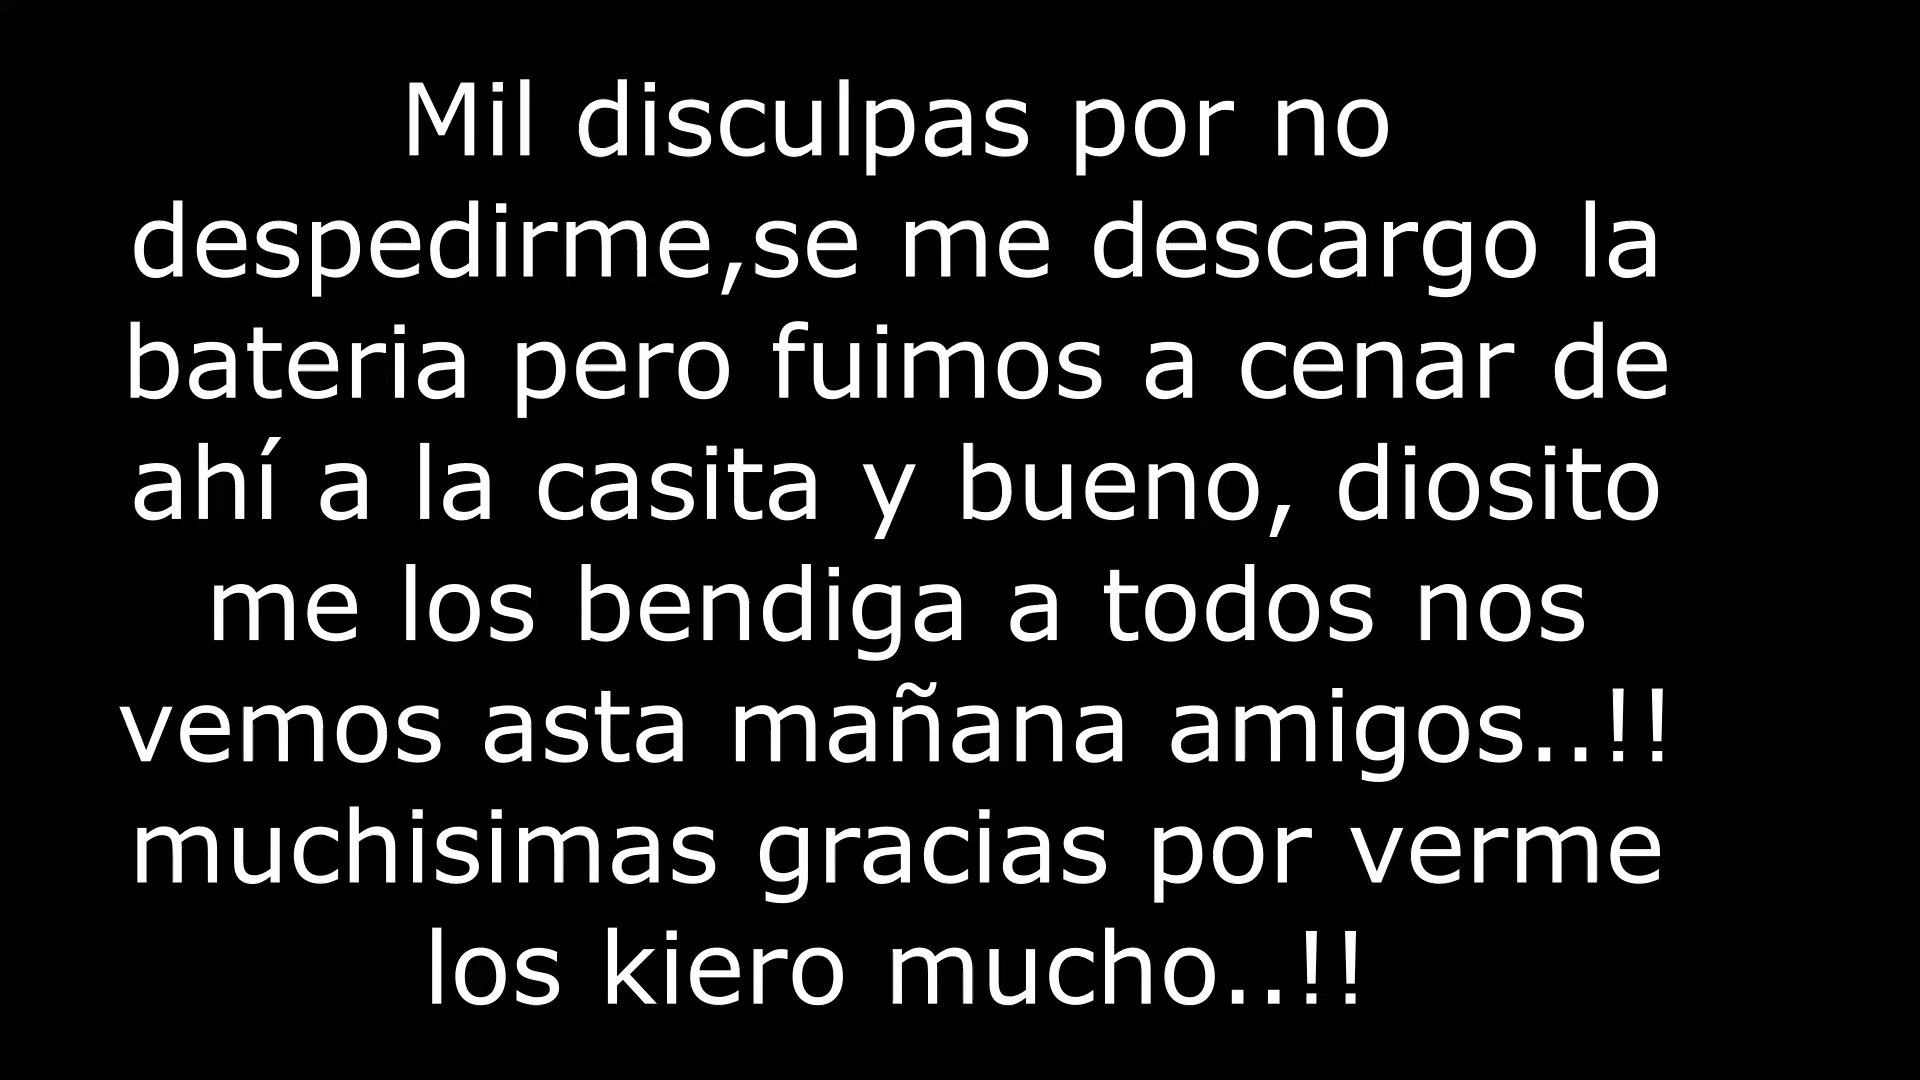 Mil disculpas por no
despedirme,se me descargo la
bateria pero fuimos a cenar de
ahí a la casita y bueno, diosito
me los bendiga a todos nos
vemos asta mañana amigos..!!
muchisimas gracias por verme
los kiero mucho..!!